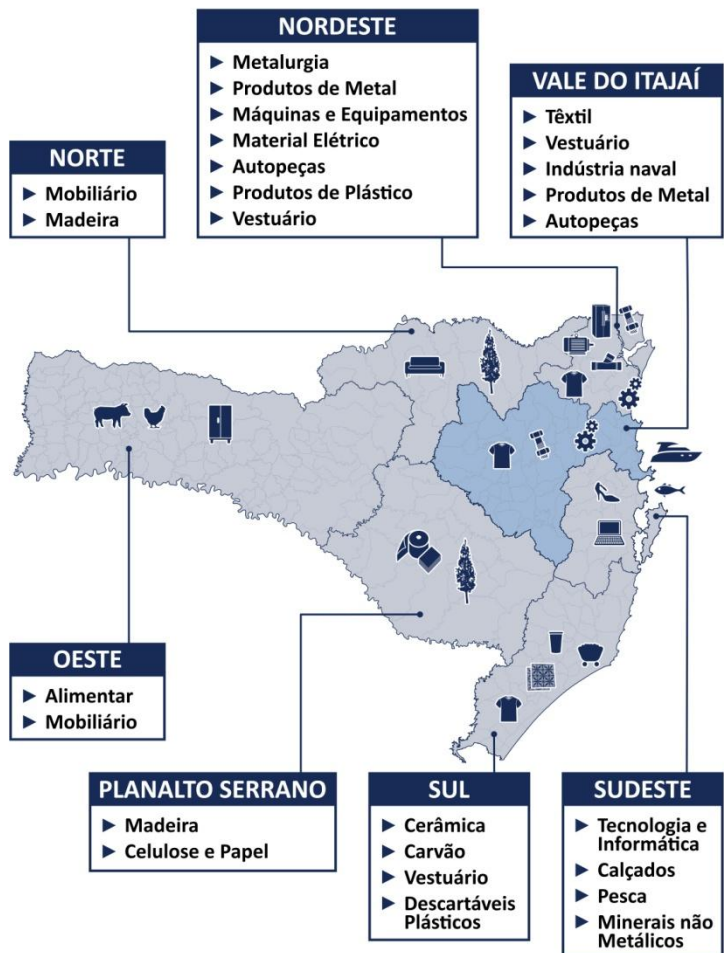 NORDESTE
► Metalurgia
► Produtos de Metal
► Máquinas e Equipamentos
► Material Elétrico
► Autopeças
► Produtos de Plástico
► Vestuário
VALE DO ITAJAÍ
► Têxtil
► Vestuário
► Indústria naval
► Produtos de Metal
► Autopeças
NORTE
► Mobiliário
► Madeira
OESTE
► Alimentar
► Mobiliário
PLANALTO SERRANO
► Madeira
► Celulose e Papel
SUL
► Cerâmica
► Carvão
► Vestuário
► Descartáveis
Plásticos
SUDESTE
► Tecnologia e
Informática
► Calçados
► Pesca
► Minerais não
Metálicos